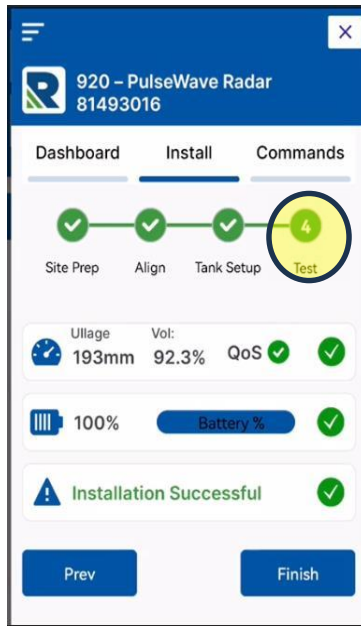 920 – PulseWave Radar
81493016
Dashboard Install Commands
4
Site Prep Align Tank Setup Test
Ullage Vol:
193mm 92.3% QoS
100% Battery %
Installation Successful
Prev Finish